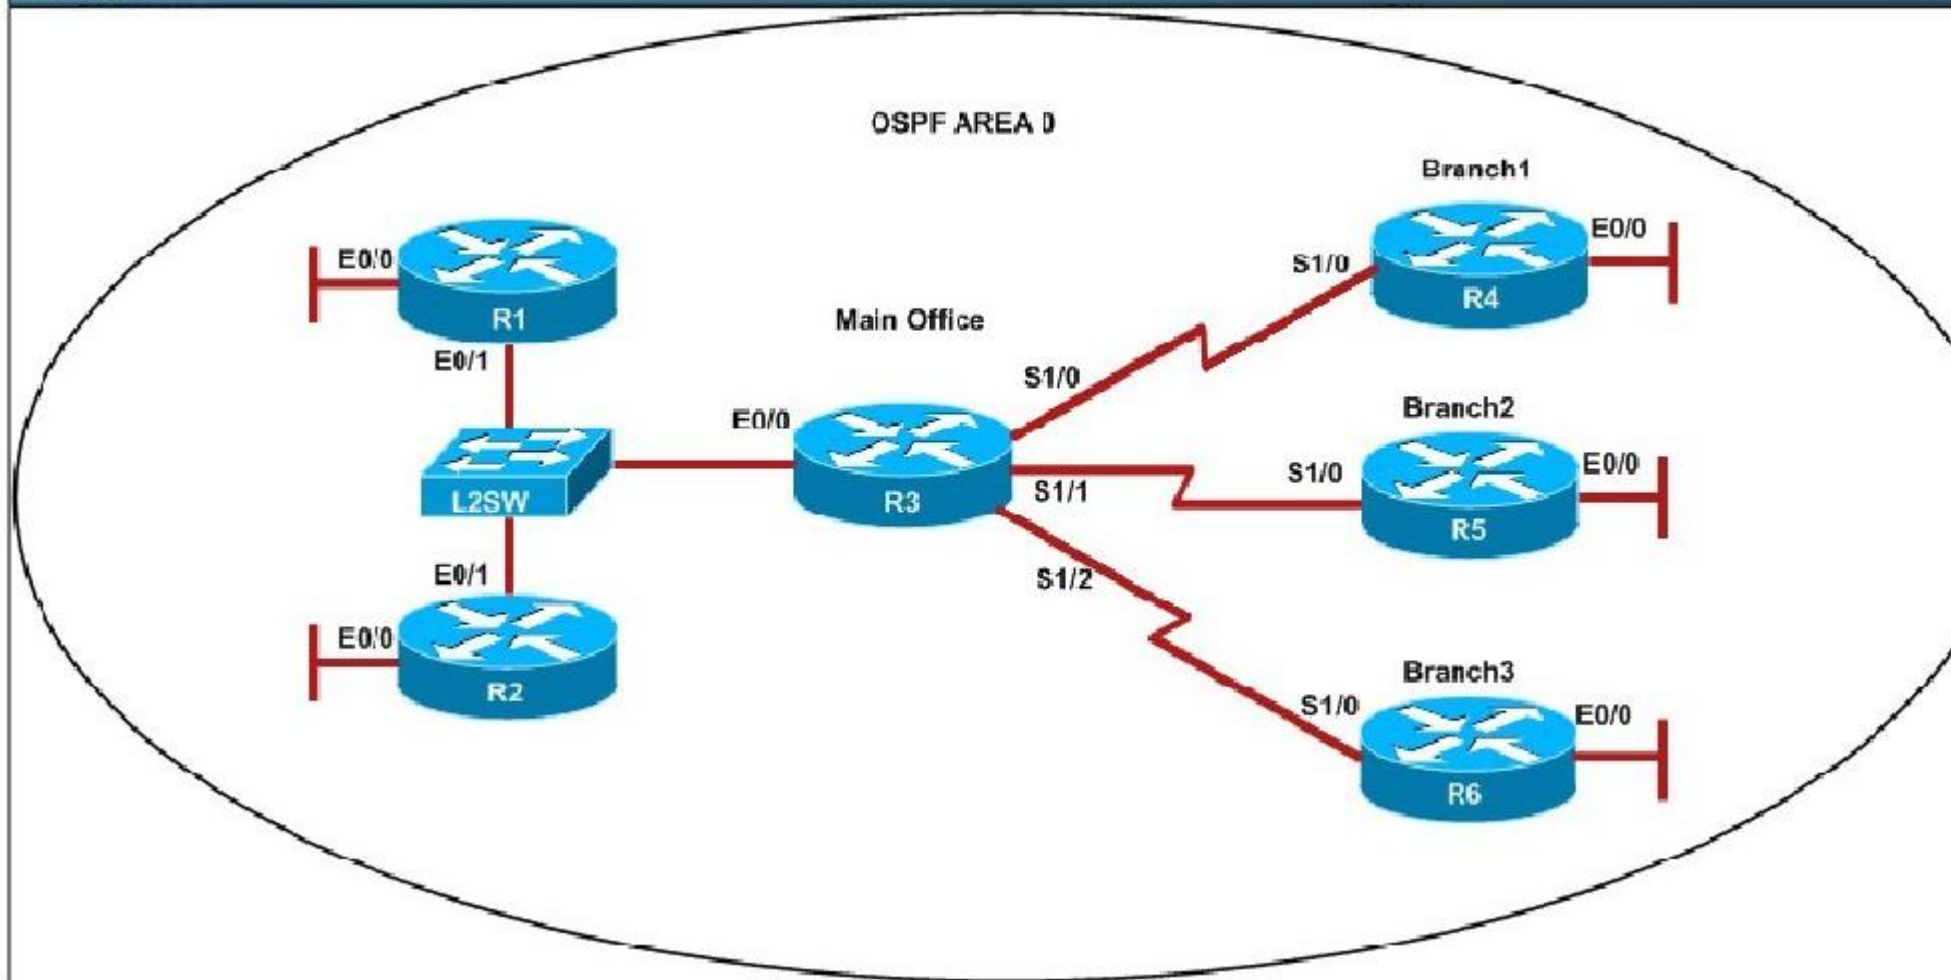 OSPF AREA 0
Branch1
E0/0
S1/0
R4
E0/0
R1
E0/1
Main Office
S1/0
E0/0
R3
S1/1
Branch2
S1/0
E0/0
R5
L2SW
E0/1
S1/2
E0/0
R2
Branch3
S1/0
E0/0
R6